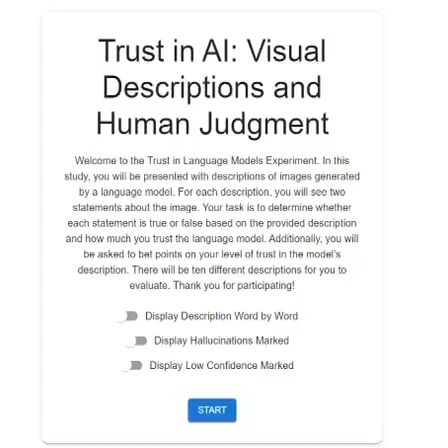 Trust in AI: Visual
Descriptions and
Human Judgment
Welcome to the Trust in Language Models Experiment. In this
study, you will be presented with descriptions of images generated
by a language model. For each description, you will see two
statements about the image. Your task is to determine whether
each statement is true or false based on the provided description
and how much you trust the language model. Additionally, you will
be asked to bet points on your level of trust in the model's
description. There will be ten different descriptions for you to
evaluate. Thank you for participating!
Display Description Word by Word
Display Hallucinations Marked
Display Low Confidence Marked
START